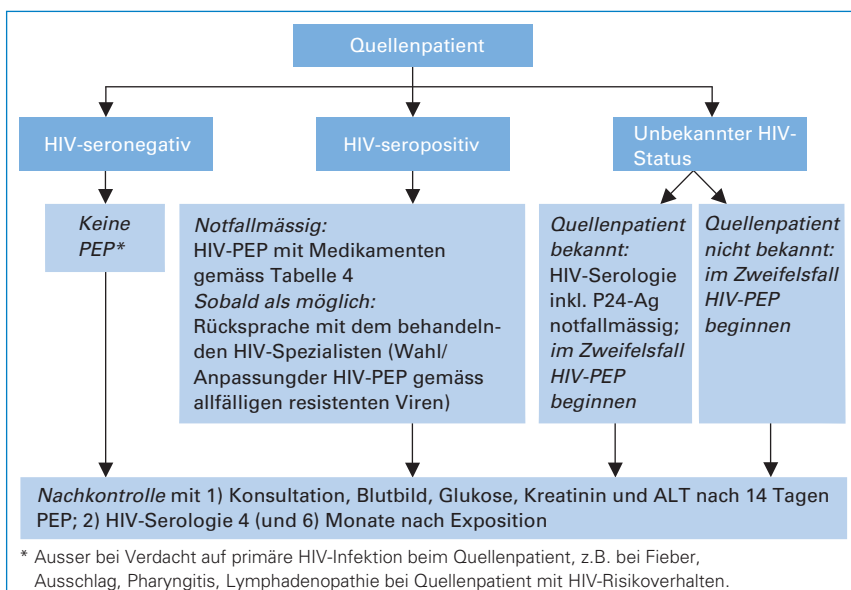 Quellenpatient
HIV-seronegativ
HIV-seropositiv
Unbekannter HIV-
Status
Keine
PEP*
Notfallmässig:
HIV-PEP mit Medikamenten
gemäss Tabelle 4
Sobald als möglich:
Rücksprache mit dem behandeln-
den HIV-Spezialisten (Wahl/
Anpassungder HIV-PEP gemäss
allfälligen resistenten Viren)
Quellenpatient
bekannt:
HIV-Serologie
inkl. P24-Ag
notfallmässig;
im Zweifelsfall
HIV-PEP
beginnen
Quellenpatient
nicht bekannt:
im Zweifelsfall
HIV-PEP
beginnen
Nachkontrolle mit 1) Konsultation, Blutbild, Glukose, Kreatinin und ALT nach 14 Tagen
PEP; 2) HIV-Serologie 4 (und 6) Monate nach Exposition
* Ausser bei Verdacht auf primäre HIV-Infektion beim Quellenpatient, z.B. bei Fieber,
Ausschlag, Pharyngitis, Lymphadenopathie bei Quellenpatient mit HIV-Risikoverhalten.